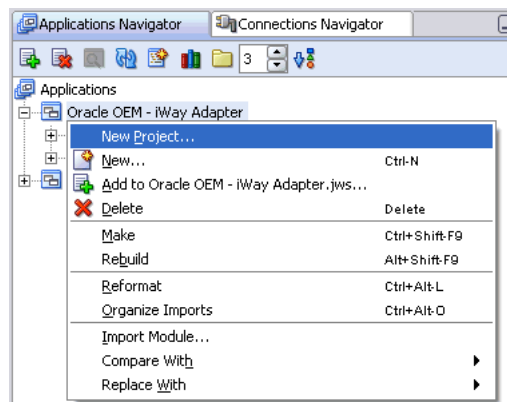 Applications Navigator Connections Navigator
3
Applications
Oracle OEM - iWay Adapter
New Project...
New... Ctrl-N
Add to Oracle OEM - iWay Adapter.jws...
Delete Delete
Make Ctrl+Shift-F9
Rebuild Alt+Shift-F9
Reformat Ctrl+Alt-L
Organize Imports Ctrl+Alt-O
Import Module...
Compare With
Replace With